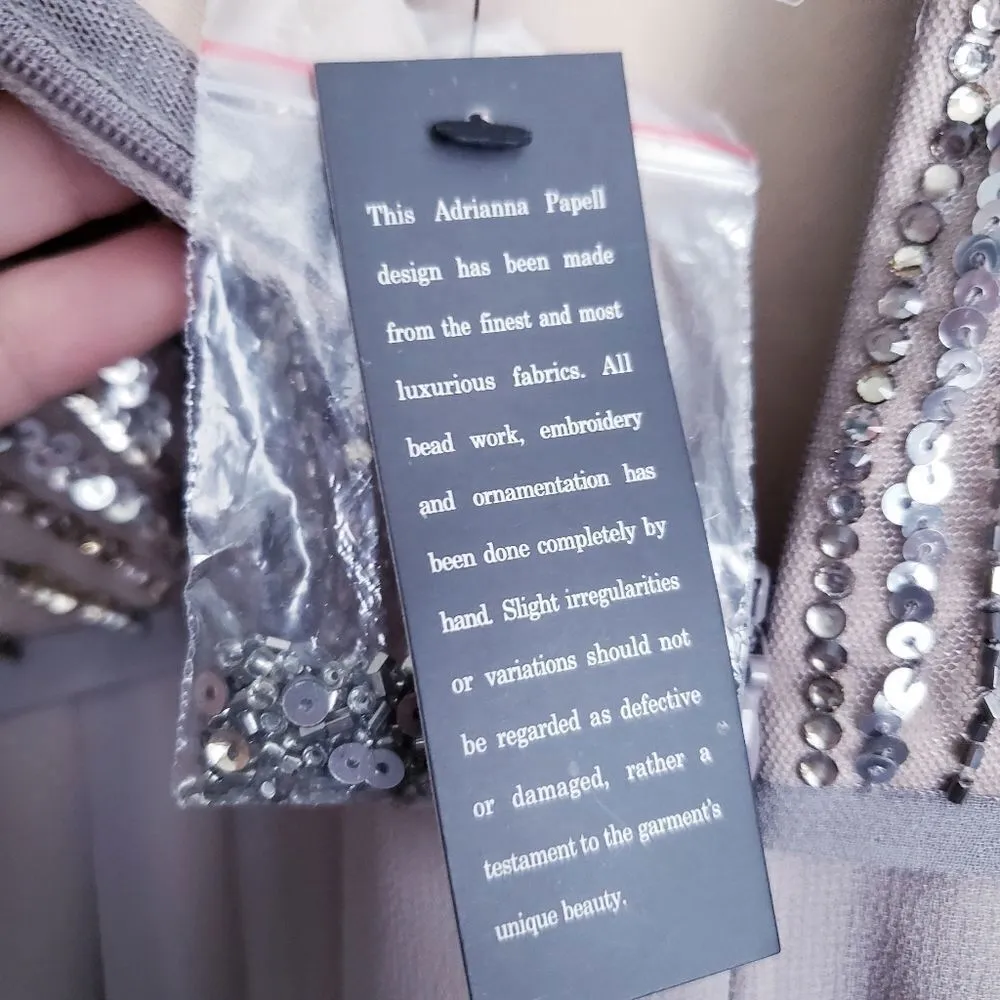 This Adrianna Papell
design has been made
from the finest and most
luxurious fabrics. All
bead work, embroidery
and ornamentation has
been done completely by
hand. Slight irregularities
or variations should not
be regarded as defective
or damaged, rather a
testament to the garment's
unique beauty.